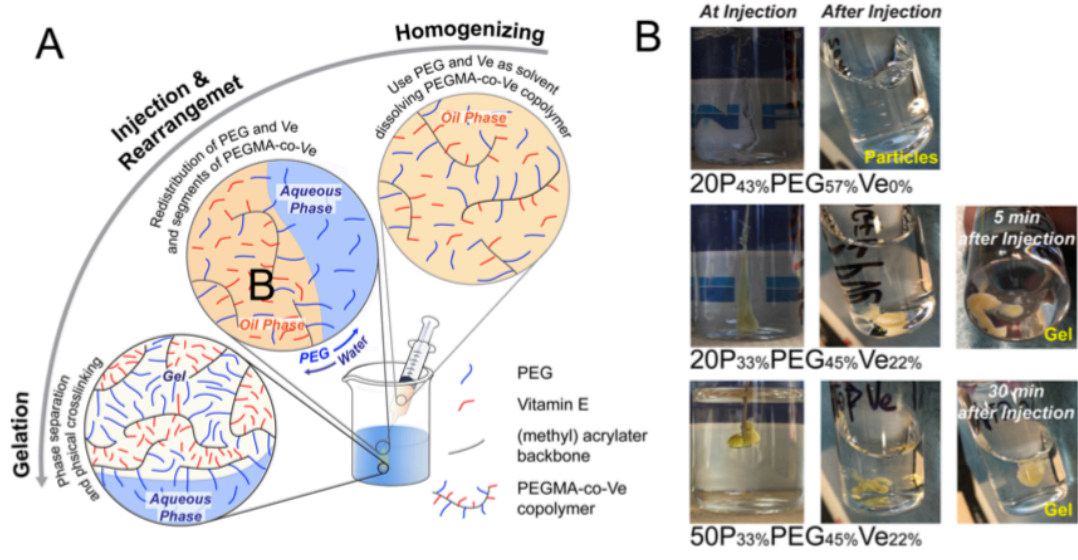 A
Homogenizing
Use PEG and Ve as solvent
dissolving PEGMA-co-Ve copolymer
Oil Phase
Injection &
Rearrangemet
Redistribution of PEG and Ve
and segments of PEGMA-co-Ve
Aqueous
Phase
B
Oil Phase
PEG
Water
Gelation
Phase separation
and phsical crosslinking
Gel
Aqueous
Phase
PEG
Vitamin E
(methyl) acrylater
backbone
PEGMA-co-Ve
copolymer
B
At Injection
After Injection
Particles
20P43%PEG57%Ve0%
5 min
after Injection
Gel
20P33%PEG45%Ve22%
30 min
after Injection
Gel
50P33%PEG45%Ve22%